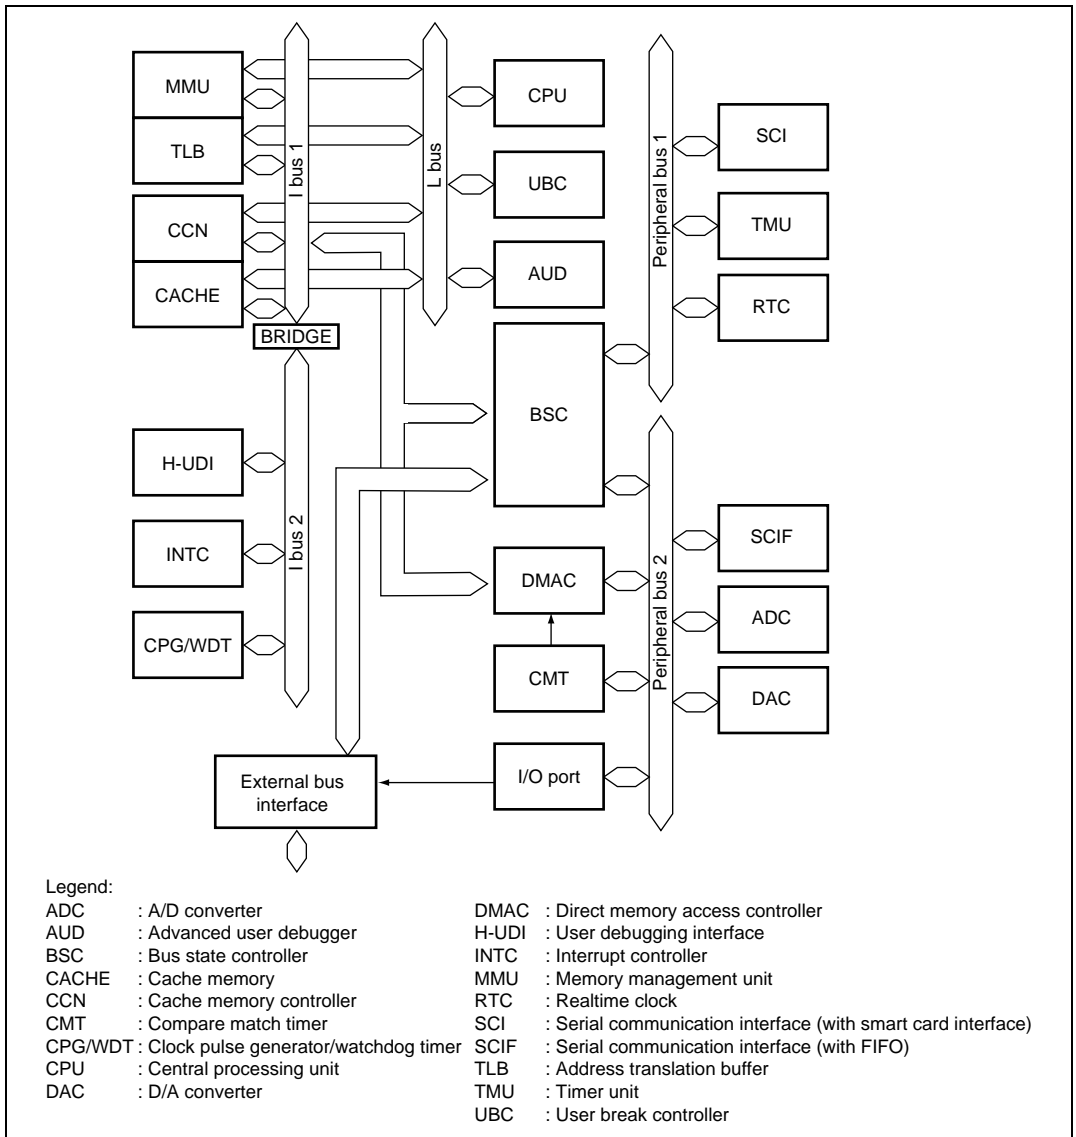 MMU
TLB
CCN
CACHE
I bus 1
BRIDGE
L bus
CPU
UBC
AUD
BSC
Peripheral bus 1
SCI
TMU
RTC
H-UDI
INTC
CPG/WDT
I bus 2
DMAC
CMT
I/O port
Peripheral bus 2
SCIF
ADC
DAC
External bus
interface
Legend:
ADC : A/D converter
AUD : Advanced user debugger
BSC : Bus state controller
CACHE : Cache memory
CCN : Cache memory controller
CMT : Compare match timer
CPG/WDT : Clock pulse generator/watchdog timer
CPU : Central processing unit
DAC : D/A converter
DMAC : Direct memory access controller
H-UDI : User debugging interface
INTC : Interrupt controller
MMU : Memory management unit
RTC : Realtime clock
SCI : Serial communication interface (with smart card interface)
SCIF : Serial communication interface (with FIFO)
TLB : Address translation buffer
TMU : Timer unit
UBC : User break controller